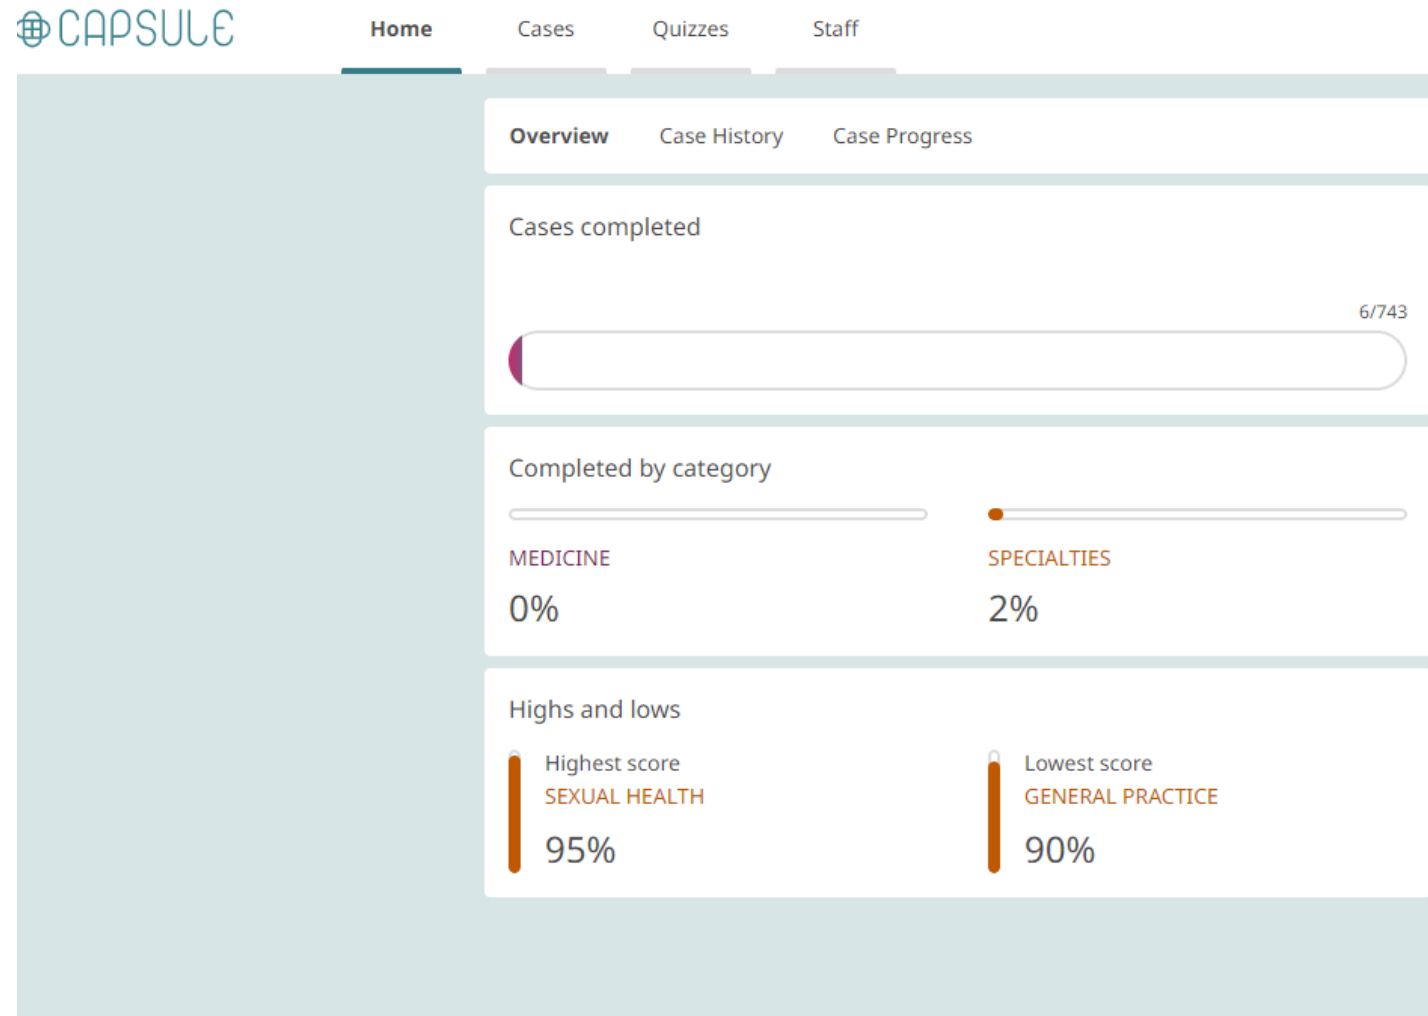 CAPSULE
Home Cases Quizzes Staff
Overview Case History Case Progress
Cases completed
6/743
Completed by category
MEDICINE
0%
SPECIALTIES
2%
Highs and lows
Highest score
SEXUAL HEALTH
95%
Lowest score
GENERAL PRACTICE
90%